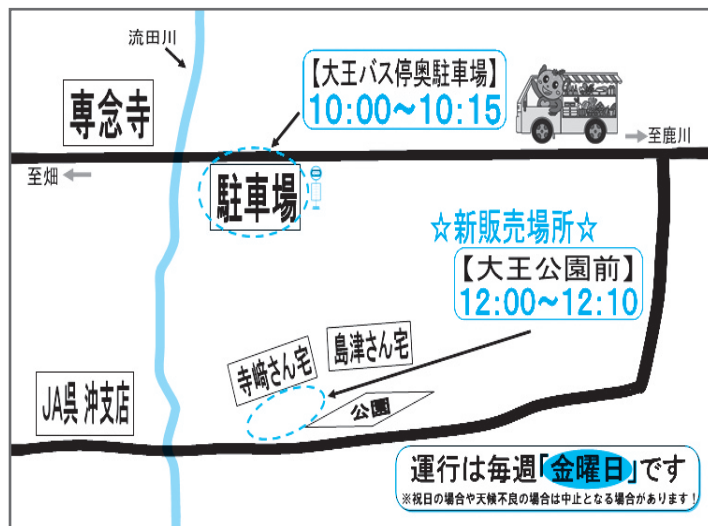 流田川
専念寺
【大王バス停奥駐車場】
10:00～10:15
至鹿川
至畑
駐車場
☆新販売場所☆
【大王公園前】
12:00～12:10
島津さん宅
寺﨑さん宅
公園
JA呉 沖支店
運行は毎週「金曜日」です
※祝日の場合や天候不良の場合は中止となる場合があります！